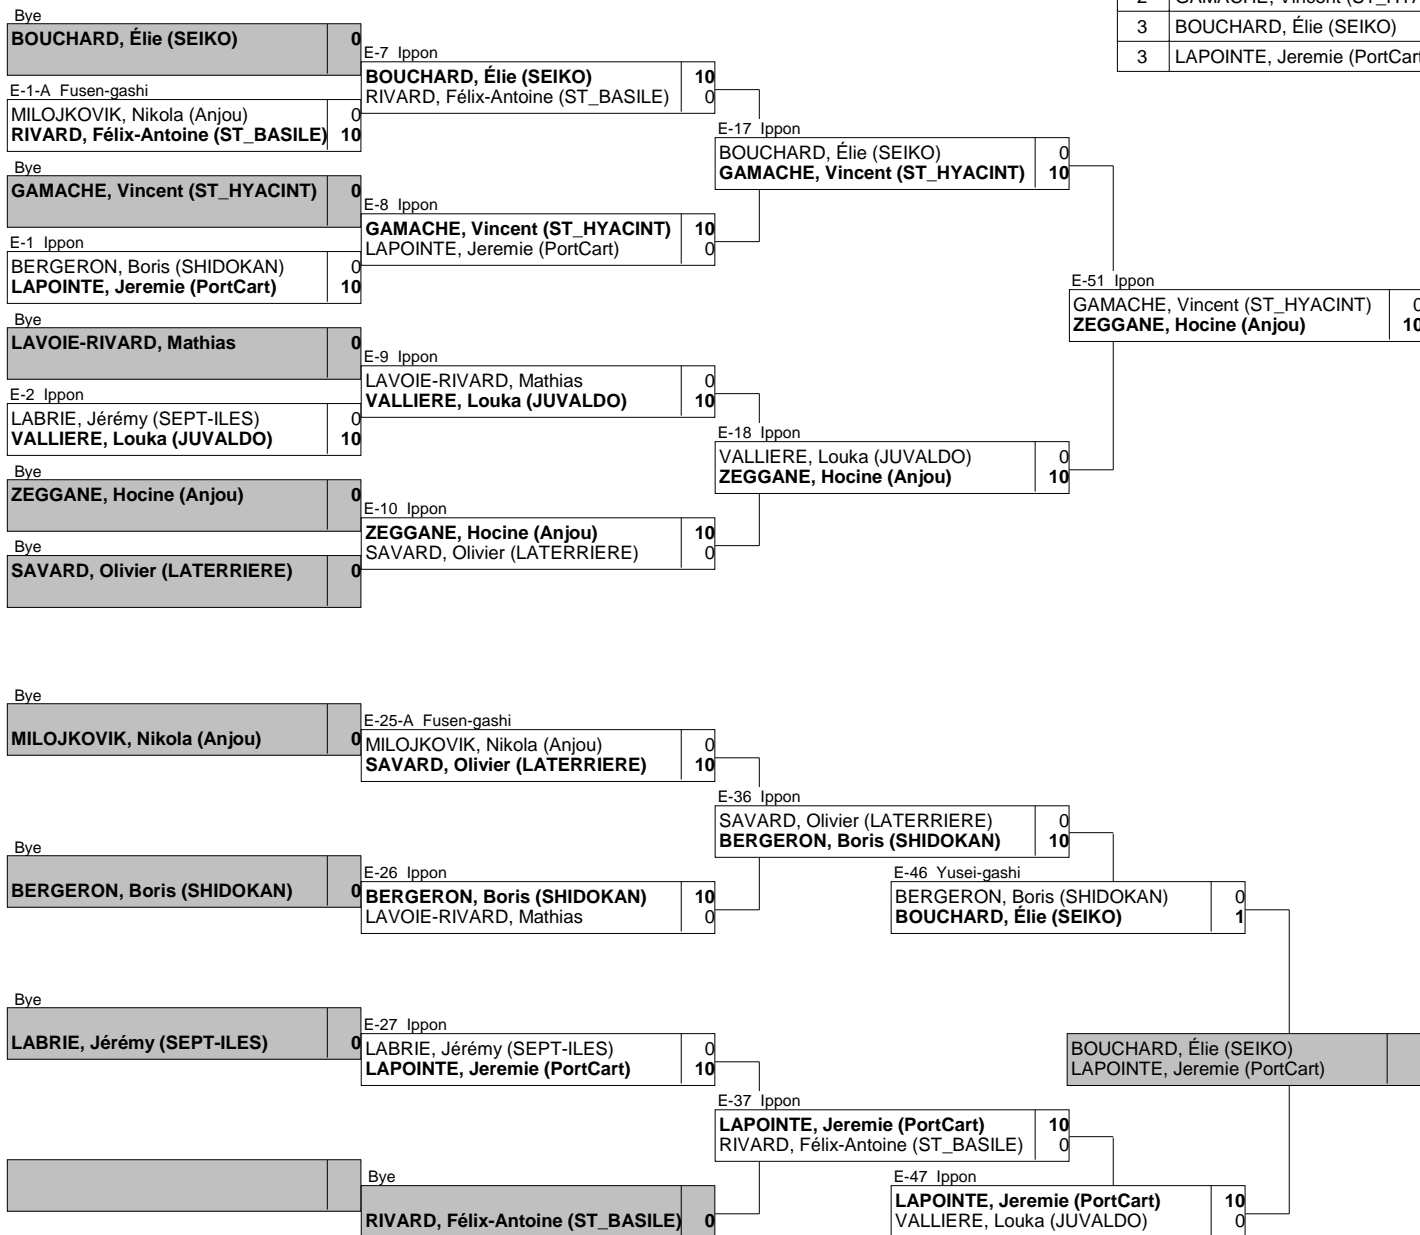 2 GAMACHE, Vincent
3 BOUCHARD, Élie (SEIKO)
3 LAPOINTE, Jeremie (PortCart
Bye
BOUCHARD, Élie (SEIKO) 0
E-1-A Fusen-gashi
MILOJKOVIK, Nikola (Anjou) 0
RIVARD, Félix-Antoine (ST_BASILE) 10
Bye
GAMACHE, Vincent (ST_HYACINT) 0
E-1 Ippon
BERGERON, Boris (SHIDOKAN) 0
LAPOINTE, Jeremie (PortCart) 10
Bye
LAVOIE-RIVARD, Mathias 0
E-2 Ippon
LABRIE, Jérémy (SEPT-ILES) 0
VALLIERE, Louka (JUVALDO) 10
Bye
ZEGGANE, Hocine (Anjou) 0
Bye
SAVARD, Olivier (LATERRIERE) 0
E-7 Ippon
BOUCHARD, Élie (SEIKO) 10
RIVARD, Félix-Antoine (ST_BASILE) 0
E-8 Ippon
GAMACHE, Vincent (ST_HYACINT) 10
LAPOINTE, Jeremie (PortCart) 0
E-9 Ippon
LAVOIE-RIVARD, Mathias 0
VALLIERE, Louka (JUVALDO) 10
E-10 Ippon
ZEGGANE, Hocine (Anjou) 10
SAVARD, Olivier (LATERRIERE) 0
E-17 Ippon
BOUCHARD, Élie (SEIKO) 0
GAMACHE, Vincent (ST_HYACINT) 10
E-18 Ippon
VALLIERE, Louka (JUVALDO) 0
ZEGGANE, Hocine (Anjou) 10
E-51 Ippon
GAMACHE, Vincent (ST_HYACINT) 0
ZEGGANE, Hocine (Anjou) 10
Bye
MILOJKOVIK, Nikola (Anjou) 0
Bye
BERGERON, Boris (SHIDOKAN) 0
Bye
LABRIE, Jérémy (SEPT-ILES) 0
E-25-A Fusen-gashi
MILOJKOVIK, Nikola (Anjou) 0
SAVARD, Olivier (LATERRIERE) 10
E-26 Ippon
BERGERON, Boris (SHIDOKAN) 10
LAVOIE-RIVARD, Mathias 0
E-27 Ippon
LABRIE, Jérémy (SEPT-ILES) 0
LAPOINTE, Jeremie (PortCart) 10
Bye
RIVARD, Félix-Antoine (ST_BASILE) 0
E-36 Ippon
SAVARD, Olivier (LATERRIERE) 0
BERGERON, Boris (SHIDOKAN) 10
E-37 Ippon
LAPOINTE, Jeremie (PortCart) 10
RIVARD, Félix-Antoine (ST_BASILE) 0
E-46 Yusei-gashi
BERGERON, Boris (SHIDOKAN) 0
BOUCHARD, Élie (SEIKO) 1
E-47 Ippon
LAPOINTE, Jeremie (PortCart) 10
VALLIERE, Louka (JUVALDO) 0
BOUCHARD, Élie (SEIKO)
LAPOINTE, Jeremie (PortCart)